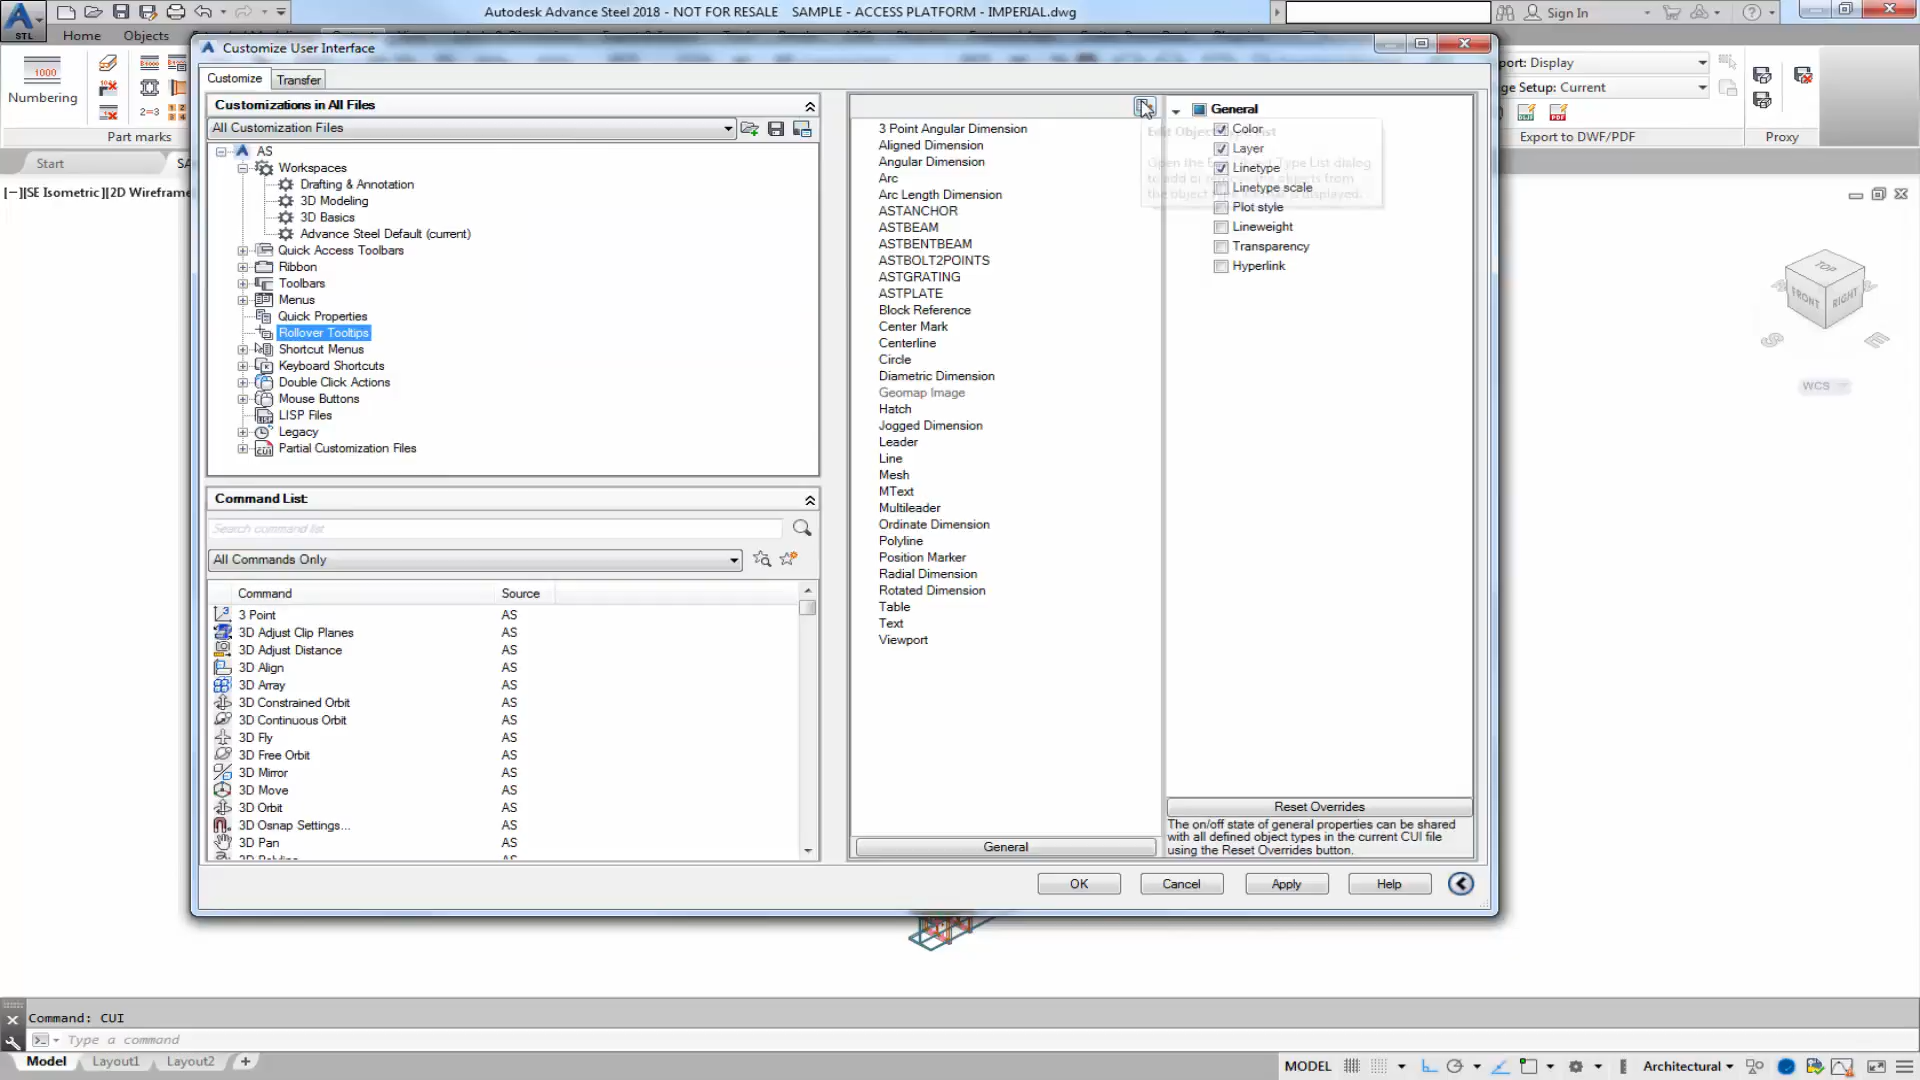 Autodesk Advance Steel 2018 - NOT FOR RESALE SAMPLE - ACCESS PLATFORM - IMPERIAL.dwg
Sign In
STL
Home
Objects
Customize User Interface
Numbering
Part marks
port: Display
ge Setup: Current
Export to DWF/PDF
Proxy
Start
SA
[−][SE Isometric][2D Wireframe
Customize
Transfer
Customizations in All Files
All Customization Files
AS
Workspaces
Drafting & Annotation
3D Modeling
3D Basics
Advance Steel Default (current)
Quick Access Toolbars
Ribbon
Toolbars
Menus
Quick Properties
Rollover Tooltips
Shortcut Menus
Keyboard Shortcuts
Double Click Actions
Mouse Buttons
LISP Files
Legacy
Partial Customization Files
Command List:
Search command list
All Commands Only
Command Source
3 Point AS
3D Adjust Clip Planes AS
3D Adjust Distance AS
3D Align AS
3D Array AS
3D Constrained Orbit AS
3D Continuous Orbit AS
3D Fly AS
3D Free Orbit AS
3D Mirror AS
3D Move AS
3D Orbit AS
3D Osnap Settings... AS
3D Pan AS
3 Point Angular Dimension
Aligned Dimension
Angular Dimension
Arc
Arc Length Dimension
ASTANCHOR
ASTBEAM
ASTBENTBEAM
ASTBOLT2POINTS
ASTGRATING
ASTPLATE
Block Reference
Center Mark
Centerline
Circle
Diametric Dimension
Geomap Image
Hatch
Jogged Dimension
Leader
Line
Mesh
MText
Multileader
Ordinate Dimension
Polyline
Position Marker
Radial Dimension
Rotated Dimension
Table
Text
Viewport
General
General
Color
Layer
Linetype
Linetype scale
Plot style
Lineweight
Transparency
Hyperlink
Reset Overrides
The on/off state of general properties can be shared
with all defined object types in the current CUI file
using the Reset Overrides button.
OK
Cancel
Apply
Help
TOP
FRONT
RIGHT
S
E
WCS
Command: CUI
Type a command
Model
Layout1
Layout2
MODEL
Architectural